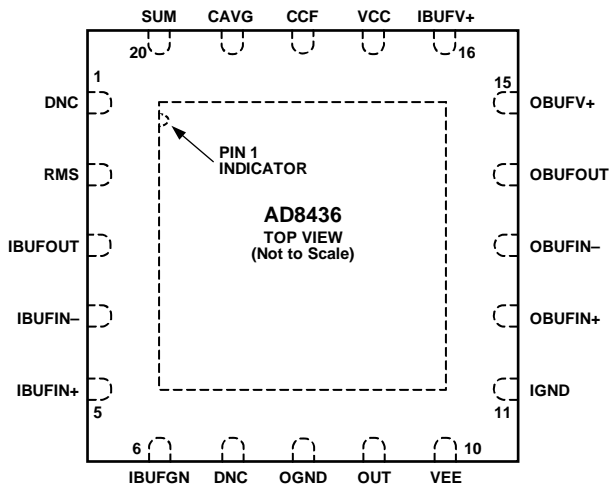 SUM CAVG CCF VCC IBUFV+
20 16
1 15
DNC OBUFV+
PIN 1
INDICATOR
RMS OBUFOUT
AD8436
TOP VIEW
(Not to Scale)
IBUFOUT OBUFIN–
IBUFIN– OBUFIN+
IBUFIN+ IGND
5 11
6 10
IBUFGN DNC OGND OUT VEE